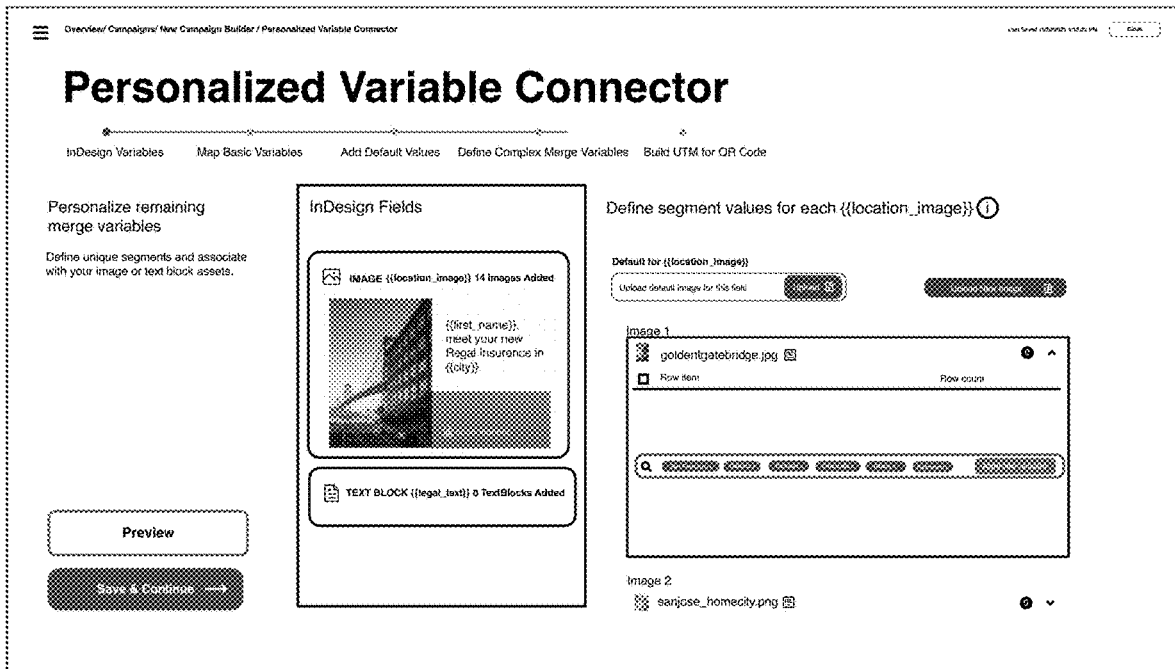 Overview/ Campaigns/ New Campaign Builder / Personalized Variable Connector
Personalized Variable Connector
InDesign Variables
Map Basic Variables
Add Default Values
Define Complex Merge Variables
Build UTM for QR Code
Personalize remaining
merge variables
Define unique segments and associate
with your image or text block assets.
Preview
Save & Continue
InDesign Fields
IMAGE {{location_image}} 14 Images Added
{{first_name}},
meet your new
Regal Insurance in
{{city}}
TEXT BLOCK {{legal_text}} 0 TextBlocks Added
Define segment values for each {{location_image}} i
Default for {{location_image}}
Upload default image for this field
Upload
Image 1
goldentgatebridge.jpg
Row item
Row count
Image 2
sanjose_homecity.png